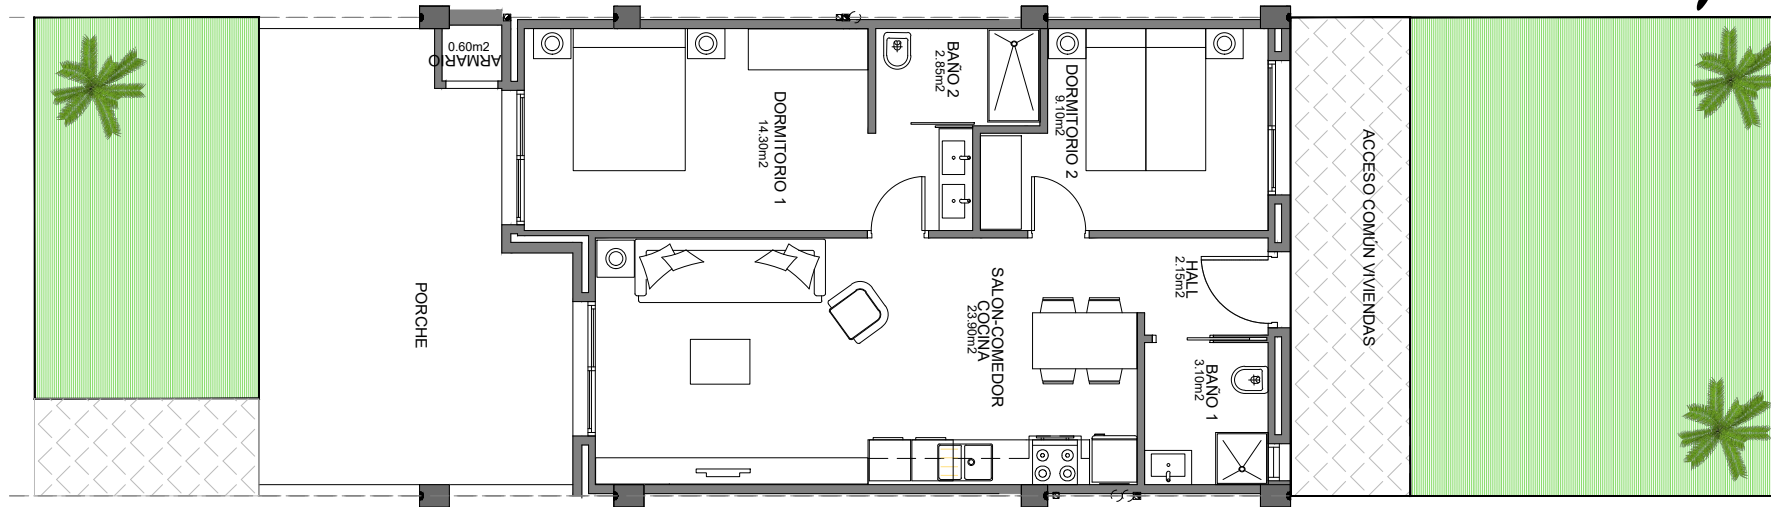 0.60m2
ARMARIO
PORCHE
DORMITORIO 1
14.30m2
BAÑO 2
2.85m2
DORMITORIO 2
9.10m2
SALON-COMEDOR
COCINA
23.90m2
HALL
2.15m2
BAÑO 1
3.10m2
ACCESO COMÚN VIVIENDAS